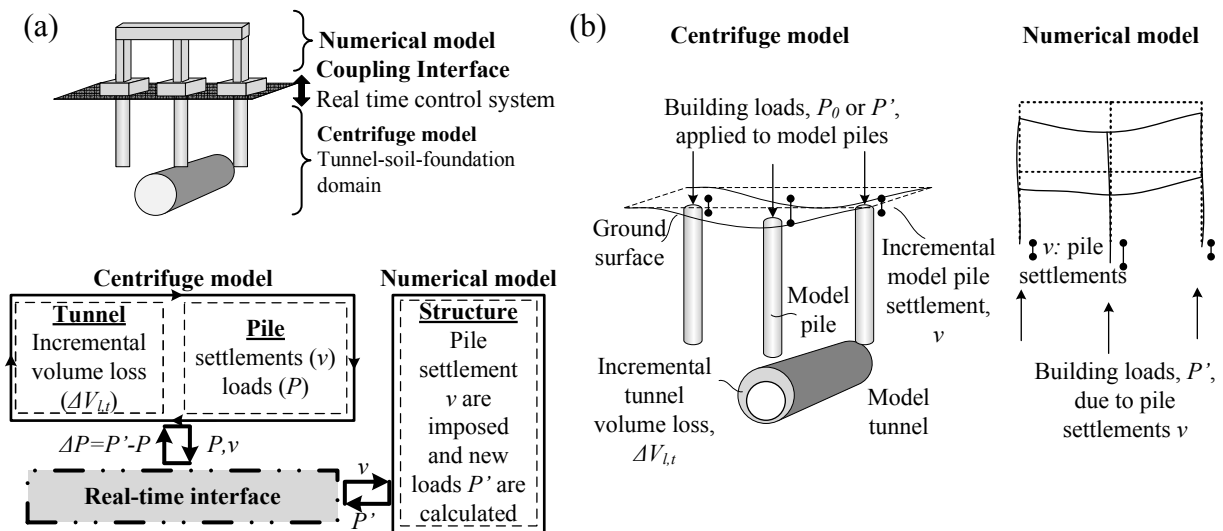 (a)
Numerical model
Coupling Interface
Real time control system
Centrifuge model
Tunnel-soil-foundation
domain
Centrifuge model
Tunnel
Incremental
volume loss
(ΔV_{l,t})
Pile
settlements (v)
loads (P)
ΔP=P'-P
P,v
Real-time interface
v
P'
Numerical model
Structure
Pile
settlement
v are
imposed
and new
loads P' are
calculated
(b)
Centrifuge model
Building loads, P_0 or P',
applied to model piles
Ground
surface
Incremental
model pile
settlement,
v
Model
pile
Incremental
tunnel
volume loss,
ΔV_{l,t}
Model
tunnel
Numerical model
v: pile
settlements
Building loads, P',
due to pile
settlements v